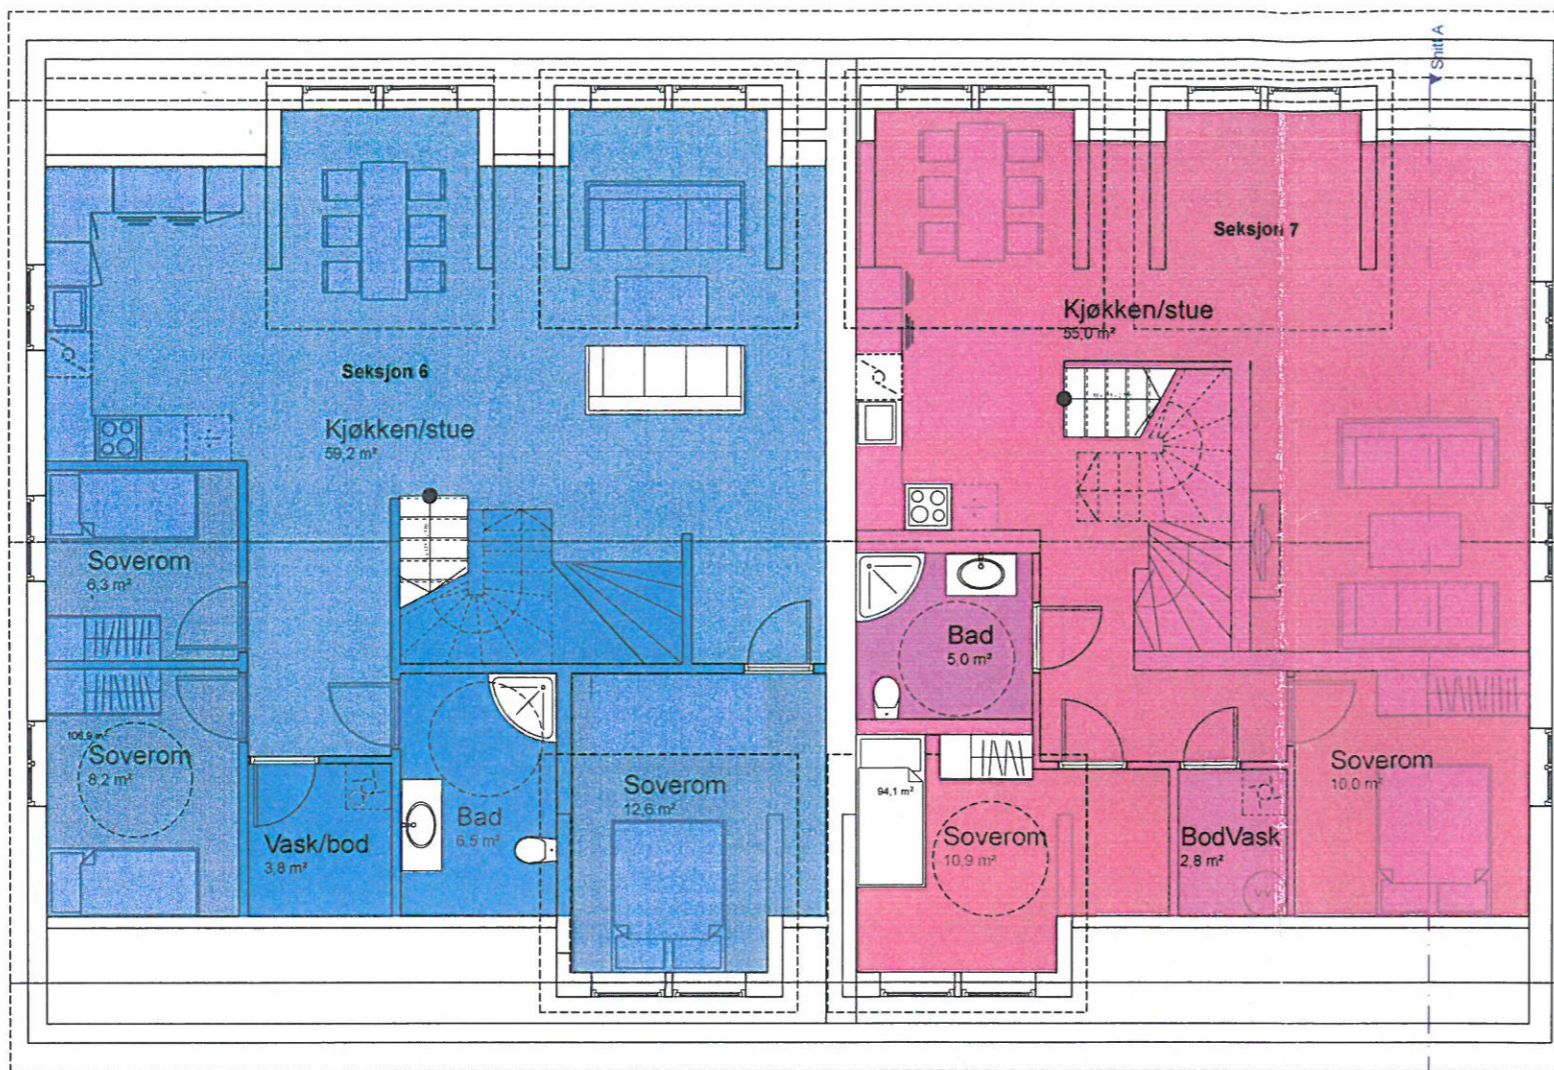 Snitt A
Seksjon 6
Kjøkken/stue
59,2 m²
Soverom
6,3 m²
106,9 m²
Soverom
8,2 m²
Vask/bod
3,8 m²
Bad
6,5 m²
Soverom
12,6 m²
Seksjon 7
Kjøkken/stue
55,0 m²
Bad
5,0 m²
94,1 m²
Soverom
10,9 m²
BodVask
2,8 m²
VV
Soverom
10,0 m²